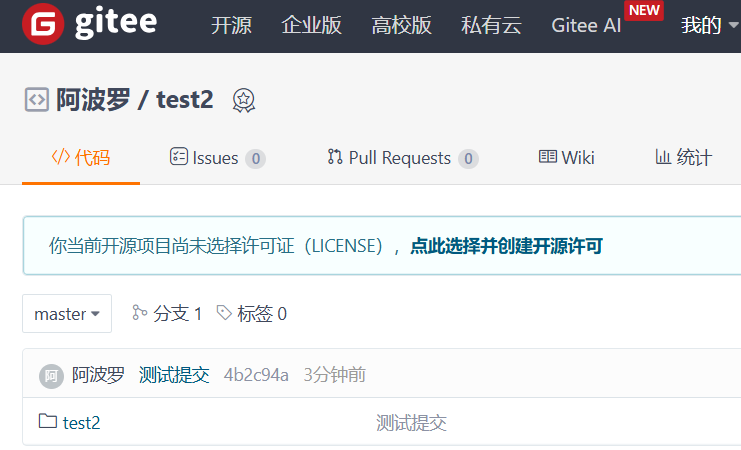 gitee 开源 企业版 高校版 私有云 Gitee AI NEW 我的
阿波罗 / test2
代码 Issues 0 Pull Requests 0 Wiki 统计
你当前开源项目尚未选择许可证（LICENSE），点此选择并创建开源许可
master 分支 1 标签 0
阿 阿波罗 测试提交 4b2c94a 3分钟前
test2 测试提交